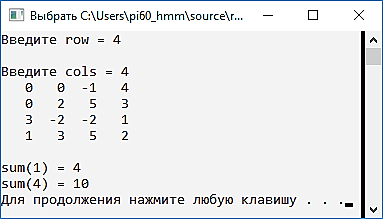 Выбрать C:\Users\pi60_hmm\source\r...
Введите row = 4
Введите cols = 4
0 0 -1 4
0 2 5 3
3 -2 -2 1
1 3 5 2
sum(1) = 4
sum(4) = 10
Для продолжения нажмите любую клавишу . . .